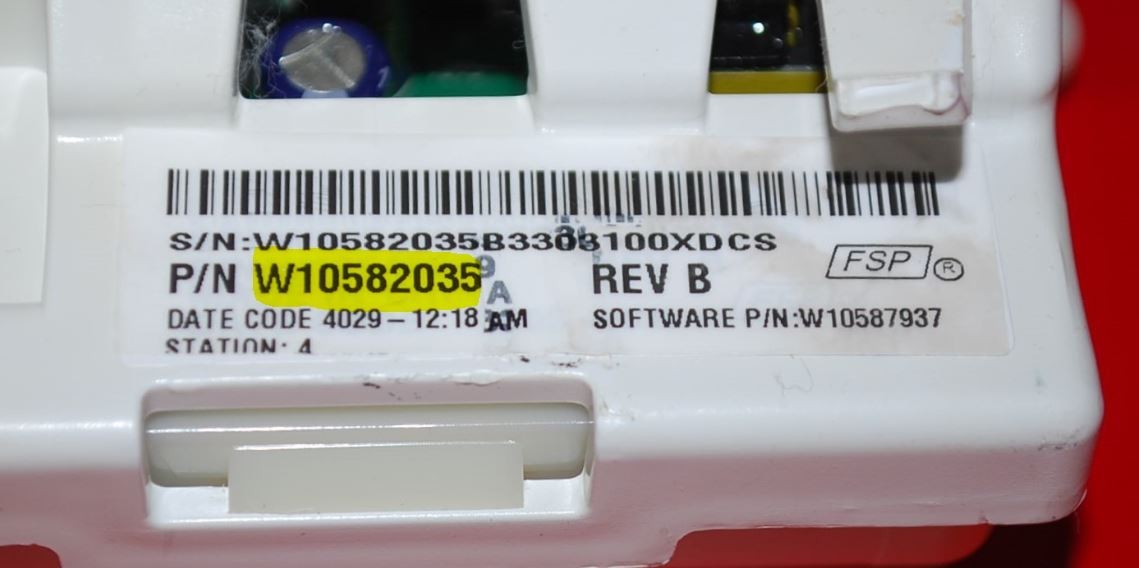 S/N:W10582035B3303100XDCS
P/N W10582035 REV B
FSP ®
DATE CODE 4029 – 12:18 AM
SOFTWARE P/N:W10587937
STATION: 4